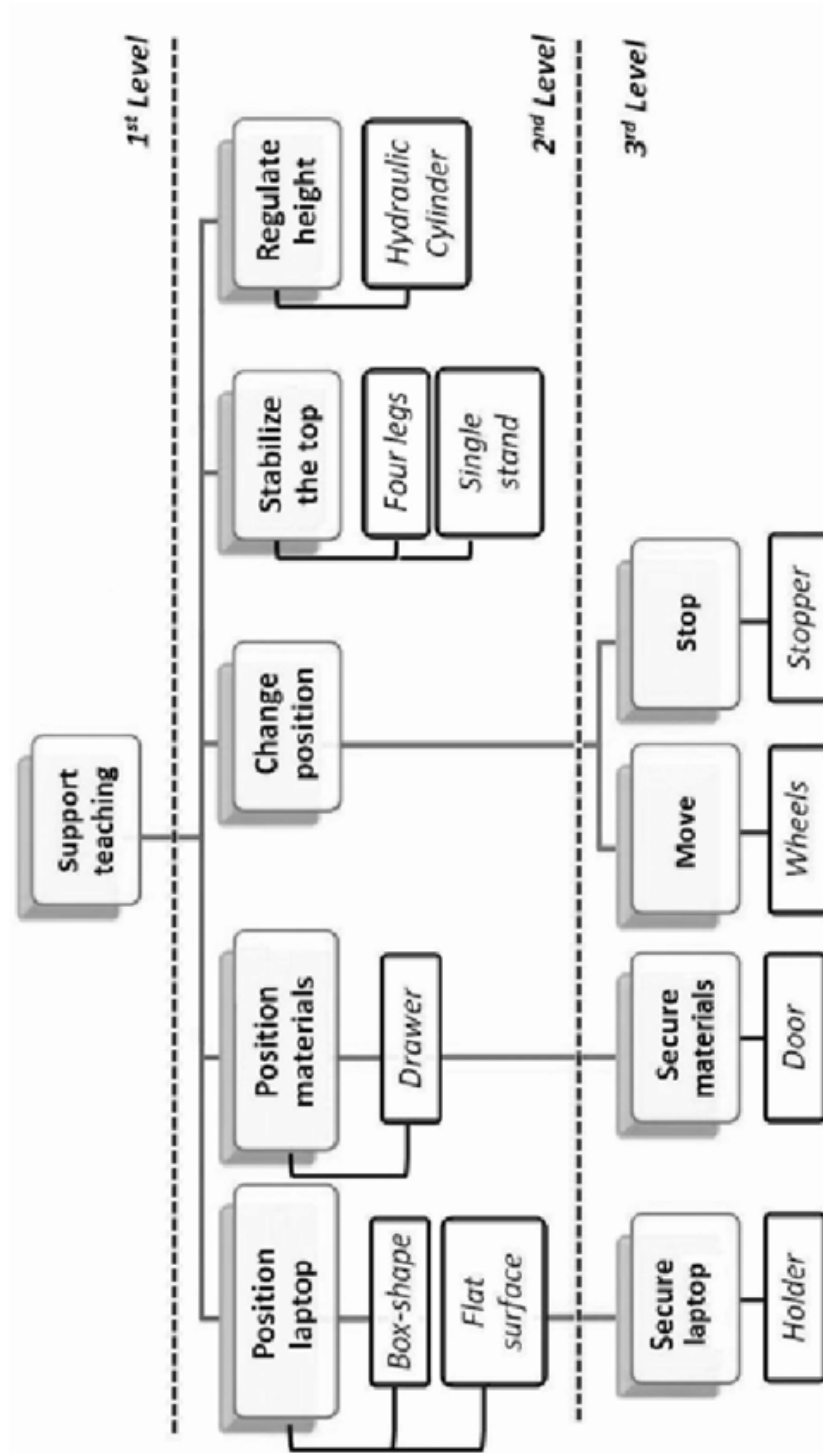 Support
teaching
1st Level
Position
laptop
Position
materials
Change
position
Stabilize
the top
Regulate
height
Box-shape
Flat
surface
Drawer
Four legs
Single
stand
Hydraulic
Cylinder
2nd Level
3rd Level
Secure
laptop
Secure
materials
Move
Stop
Holder
Door
Wheels
Stopper